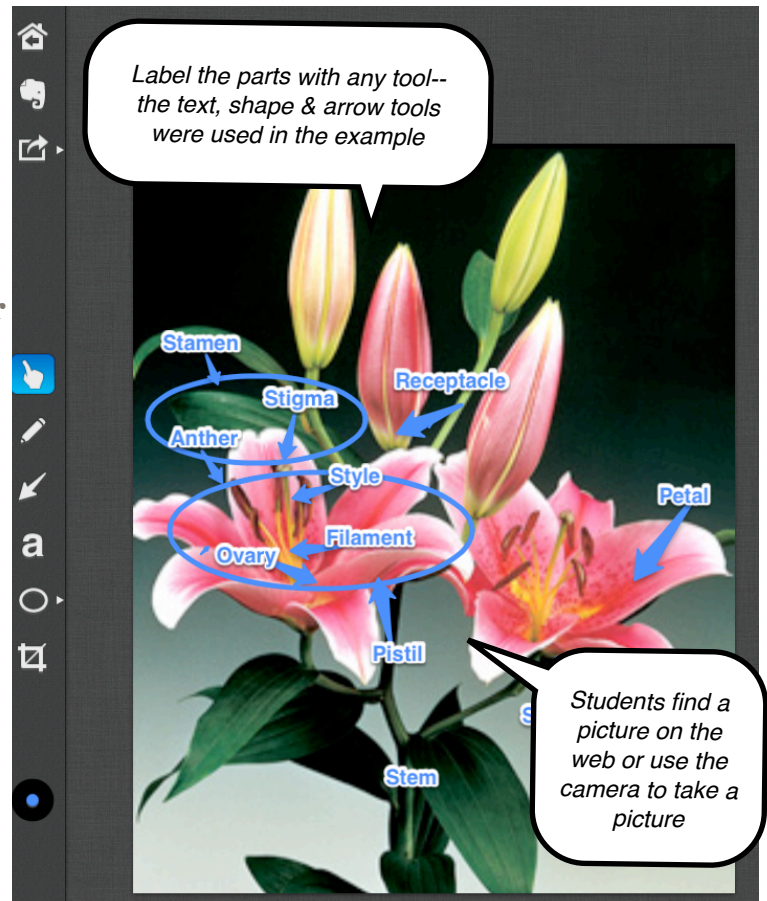 Label the parts with any tool--
the text, shape & arrow tools
were used in the example
Stamen
Receptacle
Stigma
Anther
Style
Petal
Filament
Ovary
Pistil
Students find a
picture on the
web or use the
camera to take a
picture
Stem
a